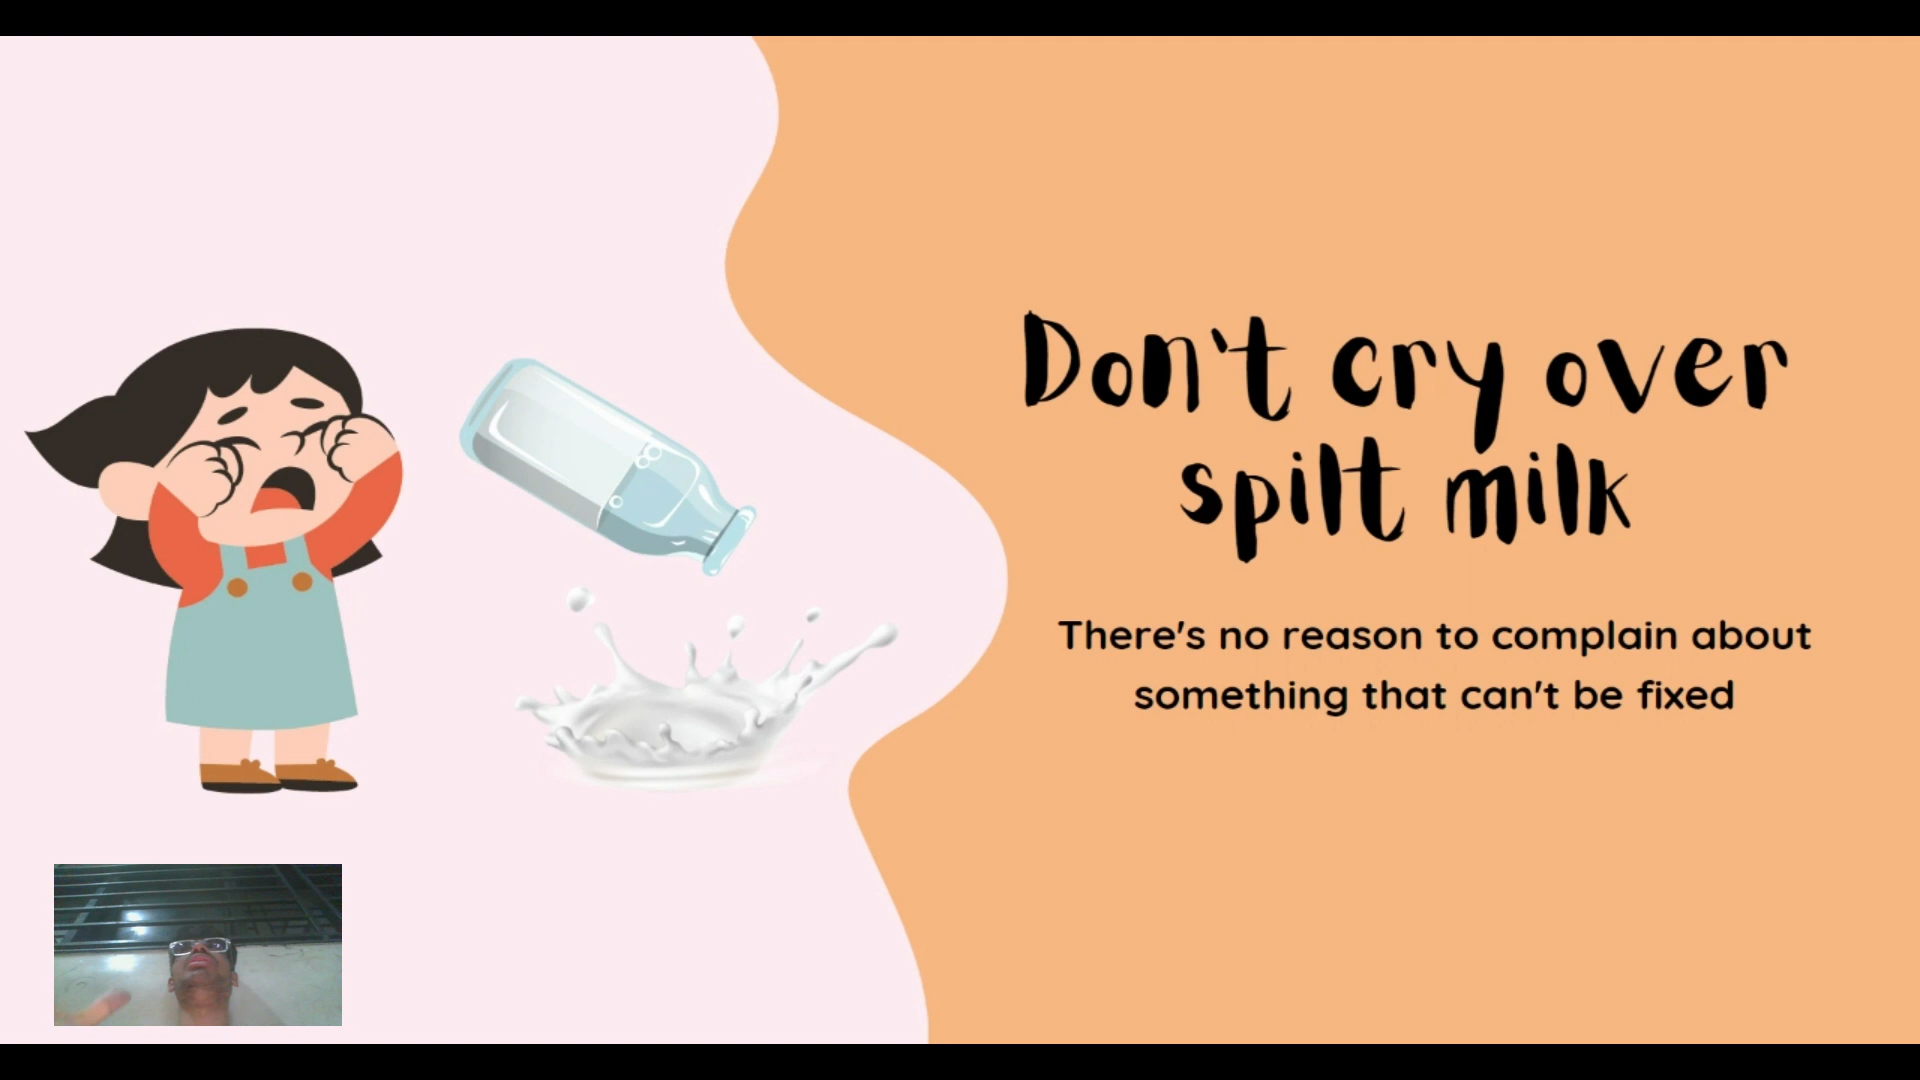 Don't cry over
spilt milk
There's no reason to complain about
something that can't be fixed